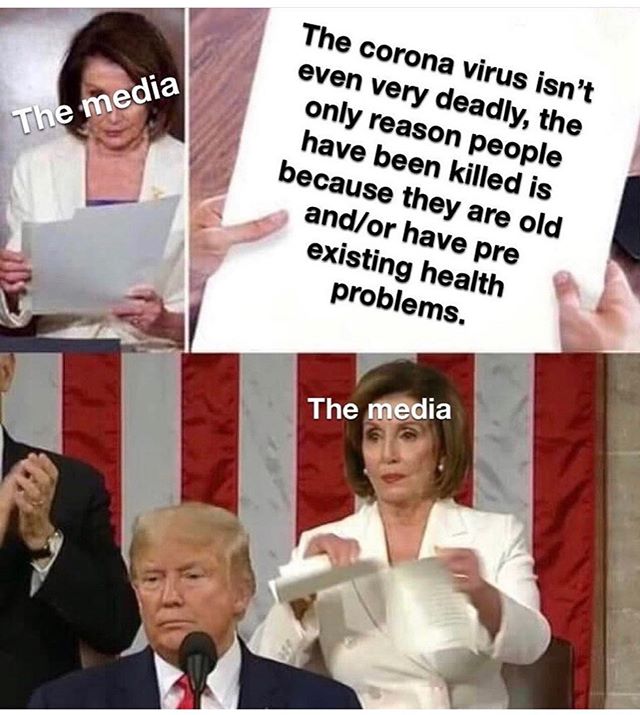 The media
The corona virus isn't
even very deadly, the
only reason people
have been killed is
because they are old
and/or have pre
existing health
problems.
The media